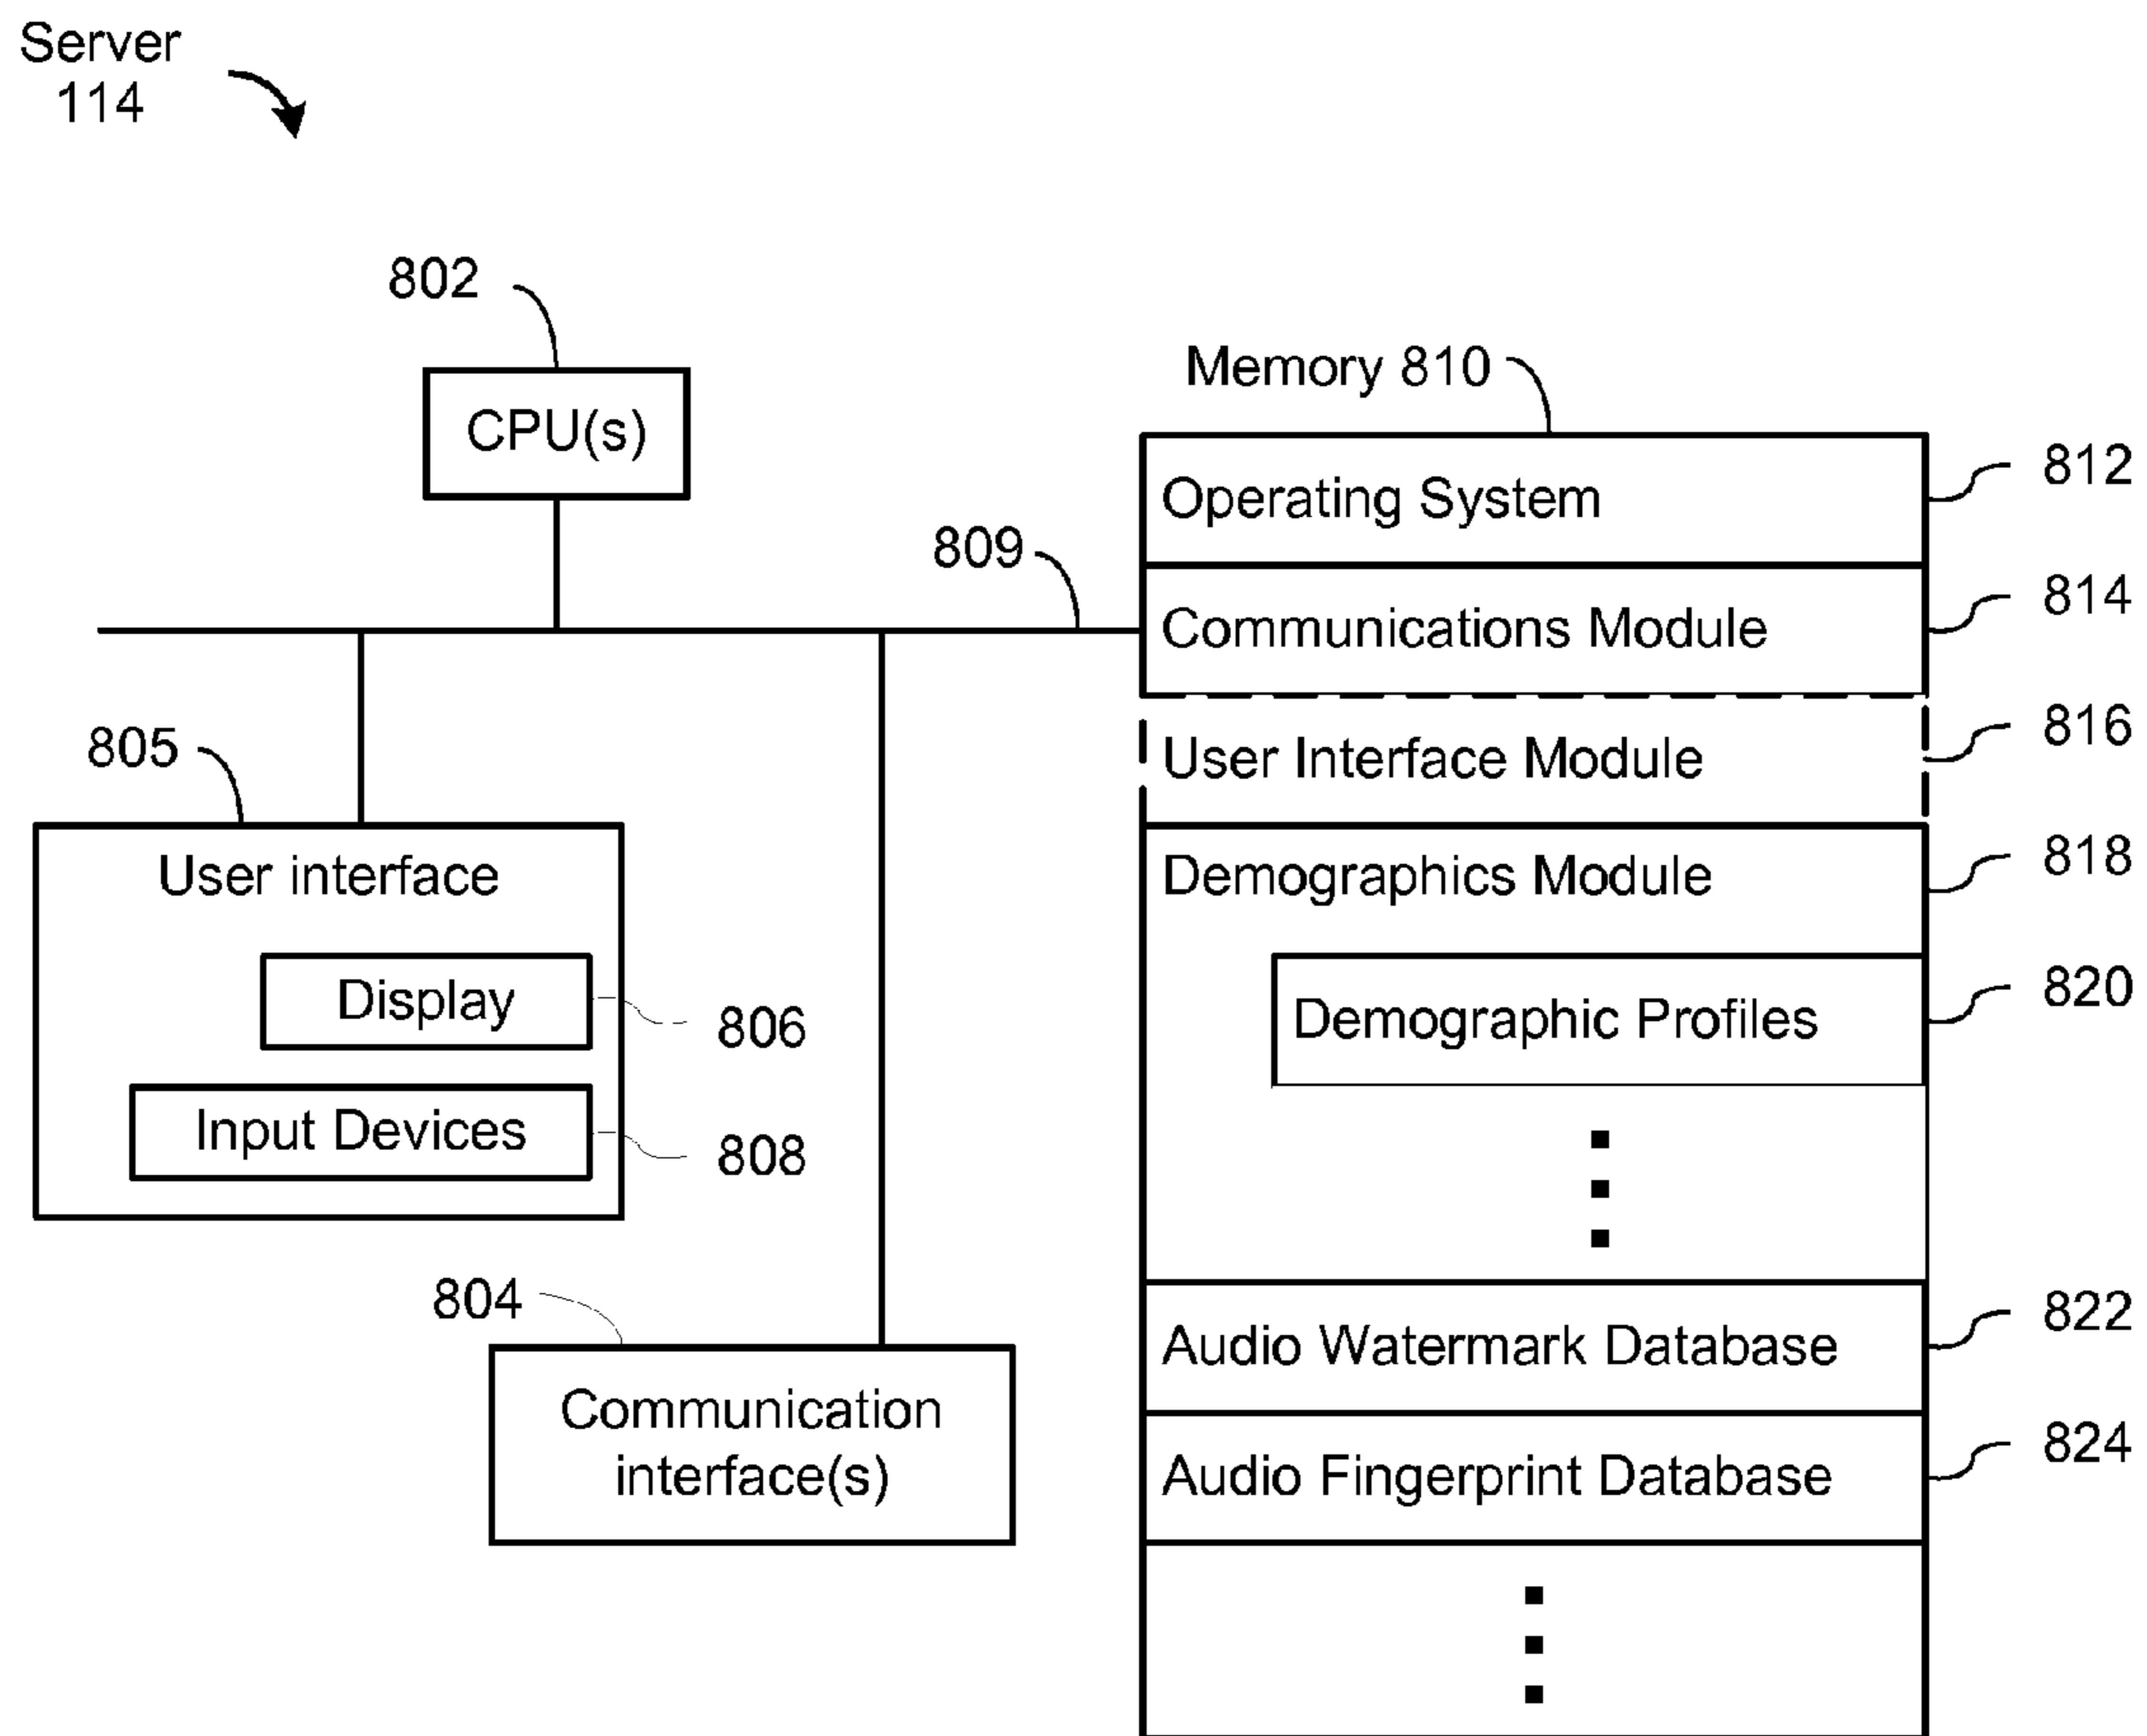 Server
114
802
CPU(s)
809
Memory 810
Operating System
812
Communications Module
814
User Interface Module
816
Demographics Module
818
Demographic Profiles
820
Audio Watermark Database
822
Audio Fingerprint Database
824
805
User interface
Display
806
Input Devices
808
804
Communication
interface(s)